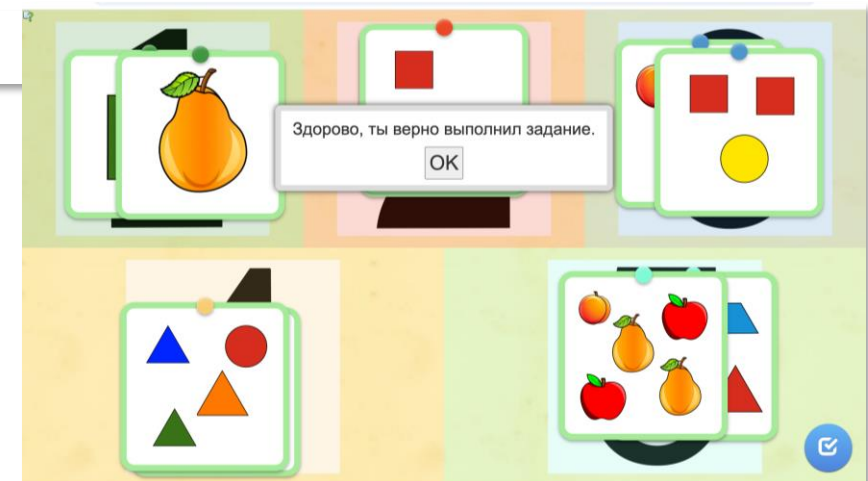 Здорово, ты верно выполнил задание.
OK